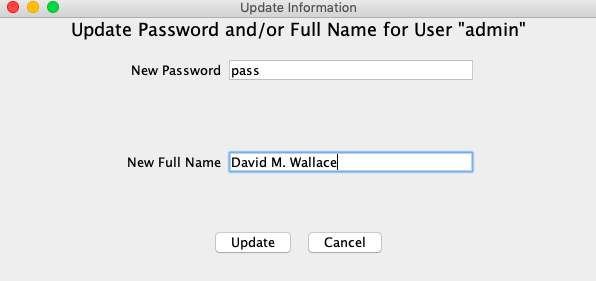 Update Information
Update Password and/or Full Name for User "admin"
New Password pass
New Full Name David M. Wallace
Update Cancel